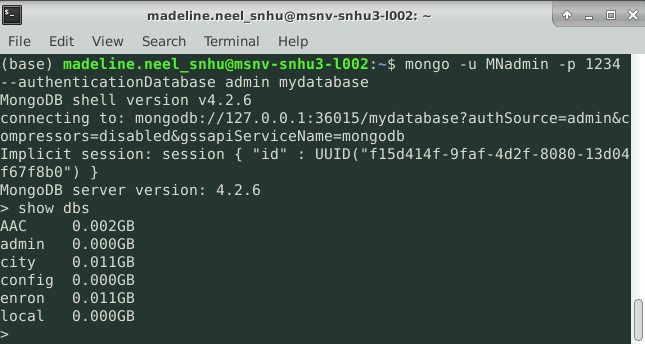 madeline.neel_snhu@msnv-snhu3-l002: ~
File Edit View Search Terminal Help
(base) madeline.neel_snhu@msnv-snhu3-l002:~$ mongo -u MNadmin -p 1234
--authenticationDatabase admin mydatabase
MongoDB shell version v4.2.6
connecting to: mongodb://127.0.0.1:36015/mydatabase?authSource=admin&c
ompressors=disabled&gssapiServiceName=mongodb
Implicit session: session { "id" : UUID("f15d414f-9faf-4d2f-8080-13d04
f67f8b0") }
MongoDB server version: 4.2.6
> show dbs
AAC     0.002GB
admin   0.000GB
city    0.011GB
config  0.000GB
enron   0.011GB
local   0.000GB
>